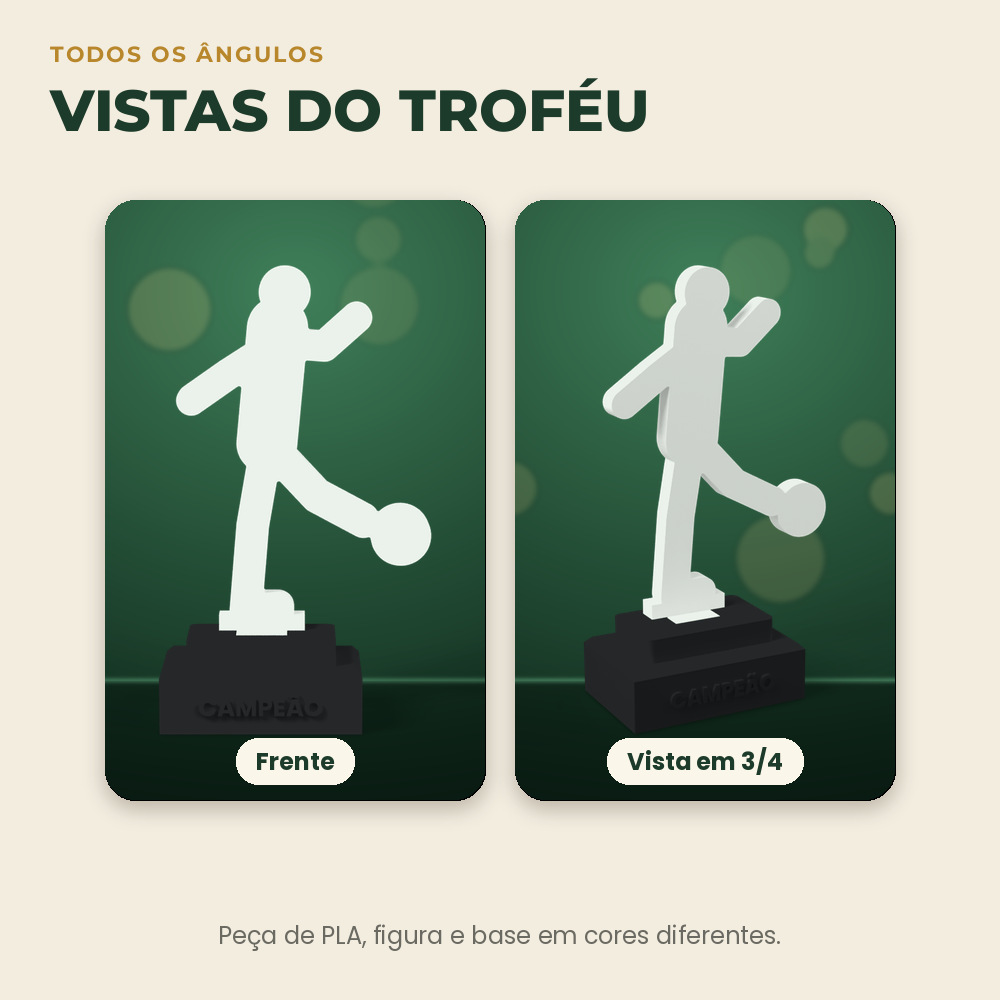 TODOS OS ÂNGULOS
VISTAS DO TROFÉU
CAMPEÃO
CAMPEÃO
Frente
Vista em 3/4
Peça de PLA, figura e base em cores diferentes.